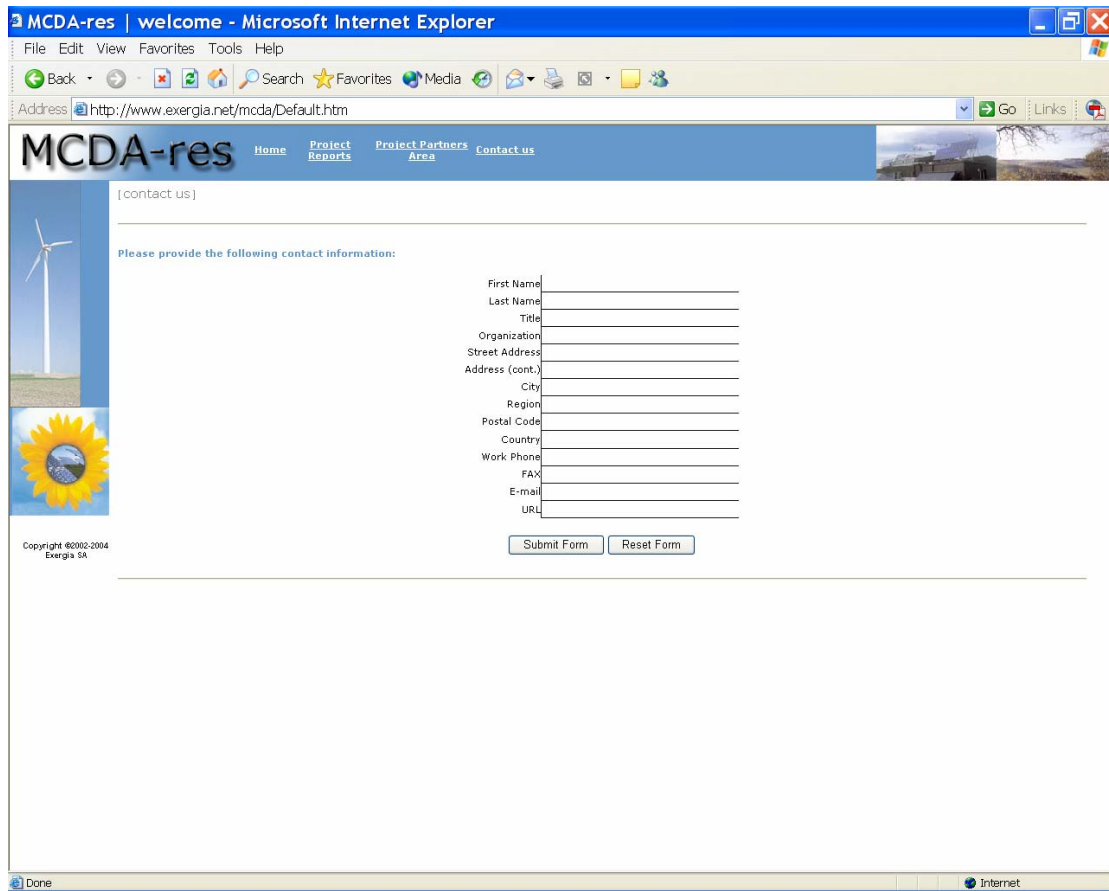 MCDA-res | welcome - Microsoft Internet Explorer
File Edit View Favorites Tools Help
Back Search Favorites Media
Address http://www.exergia.net/mcda/Default.htm Go Links
MCDA-res Home Project Reports Project Partners Area Contact us
[contact us]
Please provide the following contact information:
First Name
Last Name
Title
Organization
Street Address
Address (cont.)
City
Region
Postal Code
Country
Work Phone
FAX
E-mail
URL
Submit Form Reset Form
Copyright ©2002-2004
Exergia SA
Done Internet